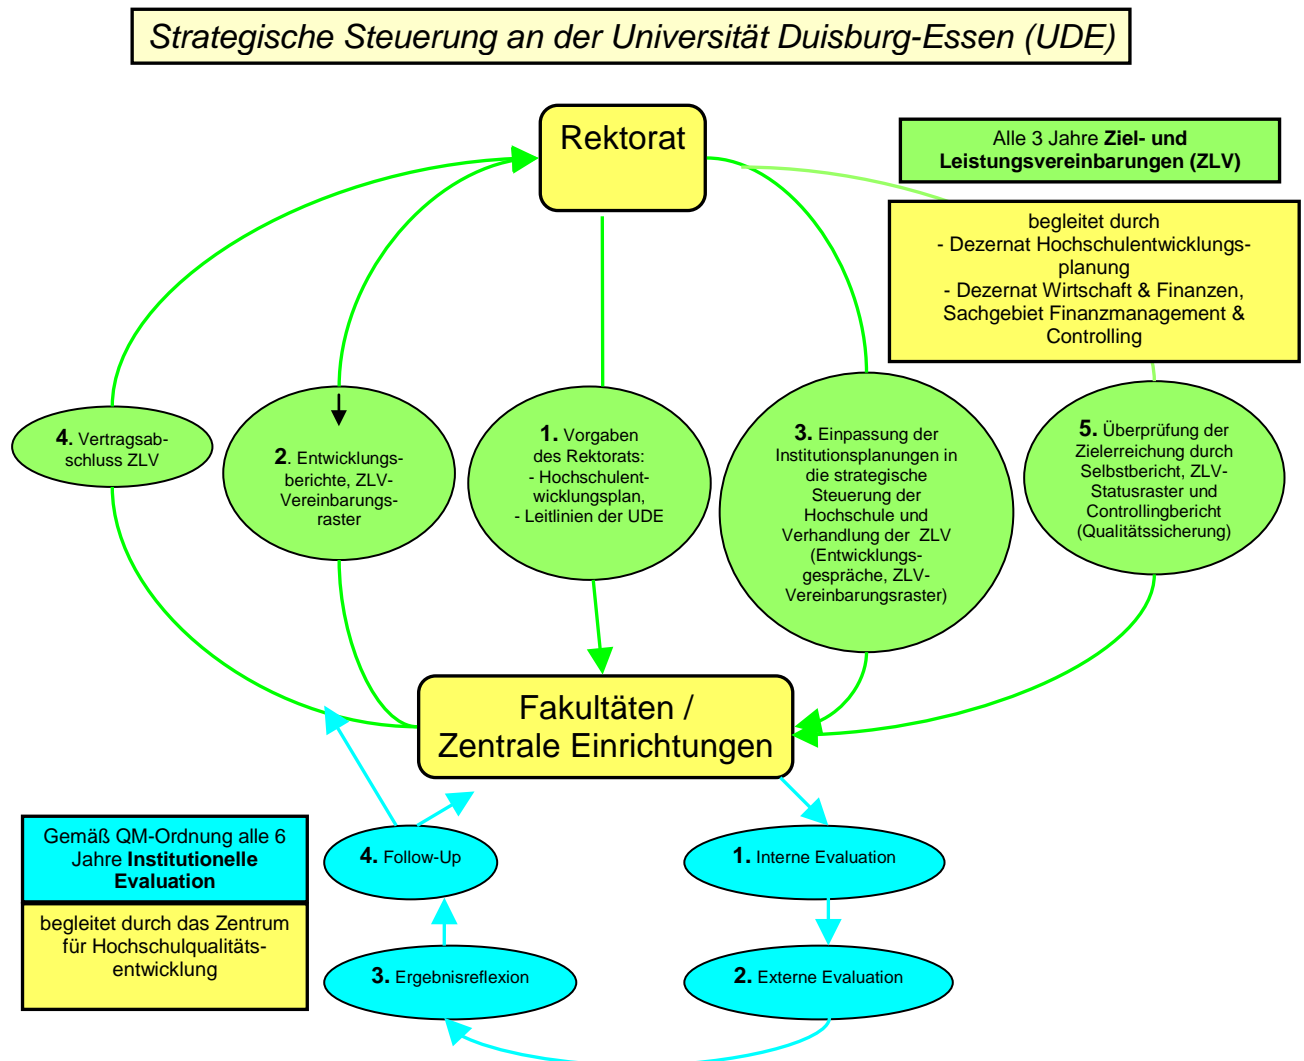 Strategische Steuerung an der Universität Duisburg-Essen (UDE)
Rektorat
Alle 3 Jahre Ziel- und
Leistungsvereinbarungen (ZLV)
begleitet durch
- Dezernat Hochschulentwicklungs-
planung
- Dezernat Wirtschaft & Finanzen,
Sachgebiet Finanzmanagement &
Controlling
4. Vertragsab-
schluss ZLV
2. Entwicklungs-
berichte, ZLV-
Vereinbarungs-
raster
1. Vorgaben
des Rektorats:
- Hochschulent-
wicklungsplan,
- Leitlinien der UDE
3. Einpassung der
Institutionsplanungen in
die strategische
Steuerung der
Hochschule und
Verhandlung der ZLV
(Entwicklungs-
gespräche, ZLV-
Vereinbarungsraster)
5. Überprüfung der
Zielerreichung durch
Selbstbericht, ZLV-
Statusraster und
Controllingbericht
(Qualitätssicherung)
Fakultäten /
Zentrale Einrichtungen
Gemäß QM-Ordnung alle 6
Jahre Institutionelle
Evaluation
begleitet durch das Zentrum
für Hochschulqualitäts-
entwicklung
4. Follow-Up
1. Interne Evaluation
3. Ergebnisreflexion
2. Externe Evaluation